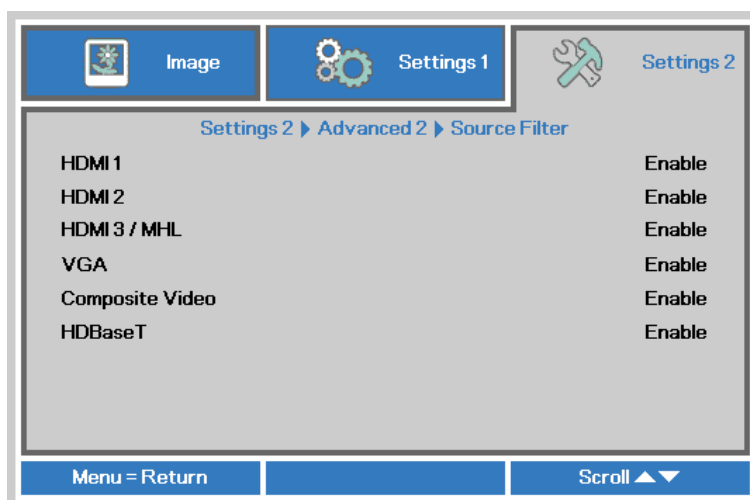 Image Settings 1 Settings 2
Settings 2 ▶ Advanced 2 ▶ Source Filter
HDMI 1 Enable
HDMI 2 Enable
HDMI 3 / MHL Enable
VGA Enable
Composite Video Enable
HDBaseT Enable
Menu = Return Scroll ▲▼